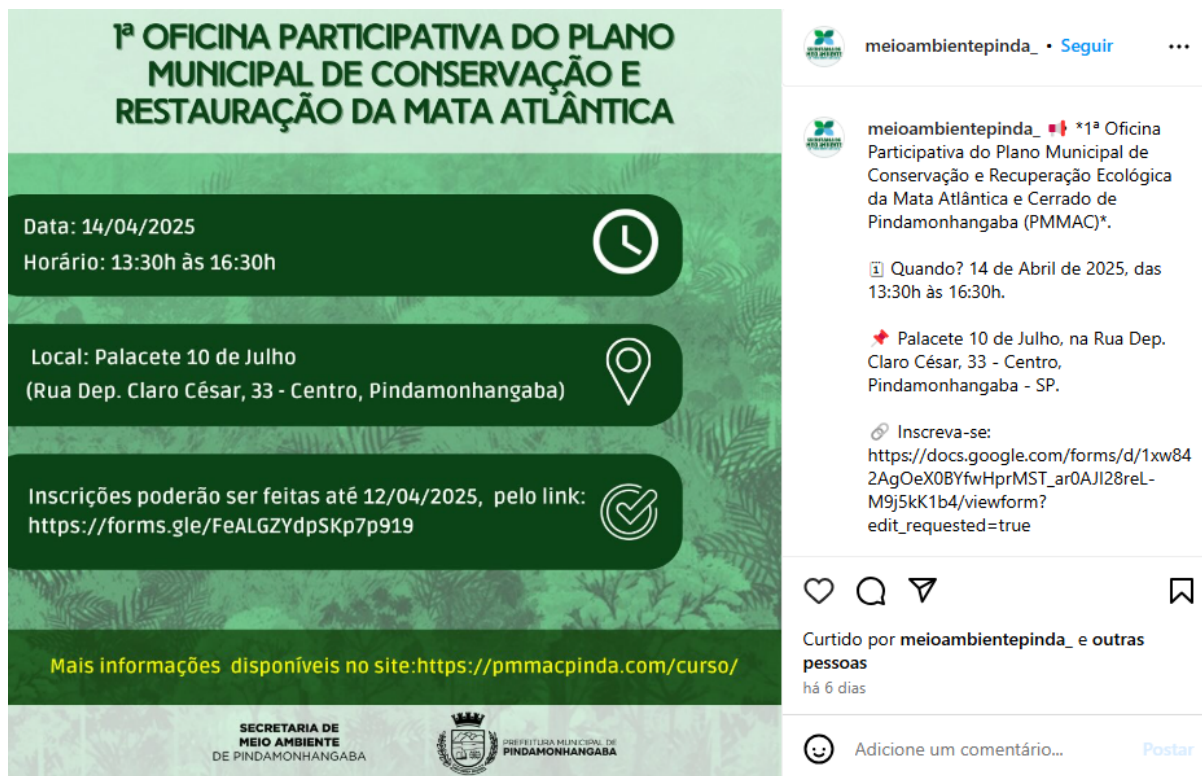 1ª OFICINA PARTICIPATIVA DO PLANO
MUNICIPAL DE CONSERVAÇÃO E
RESTAURAÇÃO DA MATA ATLÂNTICA
Data: 14/04/2025
Horário: 13:30h às 16:30h
Local: Palacete 10 de Julho
(Rua Dep. Claro César, 33 - Centro, Pindamonhangaba)
Inscrições poderão ser feitas até 12/04/2025, pelo link:
https://forms.gle/FeALGZYdpSKp7p919
Mais informações disponíveis no site:https://pmmacpinda.com/curso/
SECRETARIA DE
MEIO AMBIENTE
DE PINDAMONHANGABA
PREFEITURA MUNICIPAL DE
PINDAMONHANGABA
meioambientepinda_ • Seguir
meioambientepinda_ 📢 *1ª Oficina
Participativa do Plano Municipal de
Conservação e Recuperação Ecológica
da Mata Atlântica e Cerrado de
Pindamonhangaba (PMMAC)*.
🗓 Quando? 14 de Abril de 2025, das
13:30h às 16:30h.
📌 Palacete 10 de Julho, na Rua Dep.
Claro César, 33 - Centro,
Pindamonhangaba - SP.
🔗 Inscreva-se:
https://docs.google.com/forms/d/1xw84
2AgOeX0BYfwHprMST_ar0AJI28reL-
M9j5kK1b4/viewform?
edit_requested=true
Curtido por meioambientepinda_ e outras
pessoas
há 6 dias
Adicione um comentário...
Postar